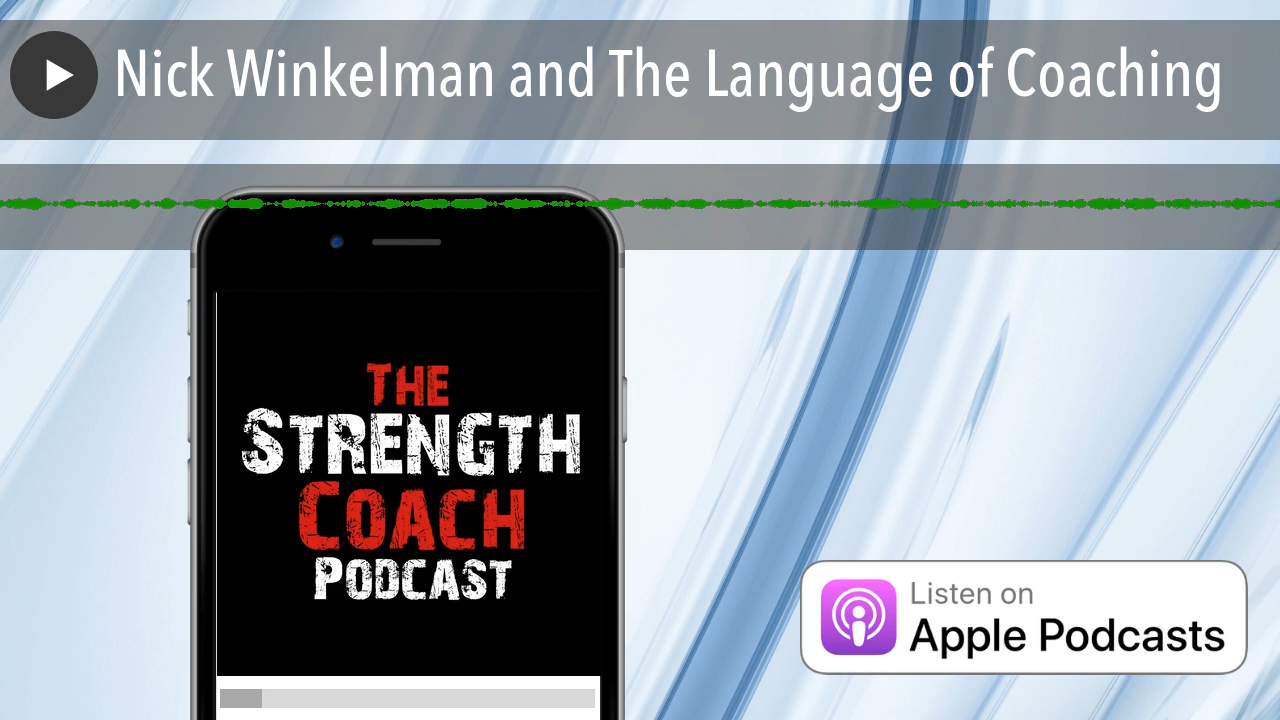 Nick Winkelman and The Language of Coaching
THE
STRENGTH
COACH
PODCAST
Listen on
Apple Podcasts